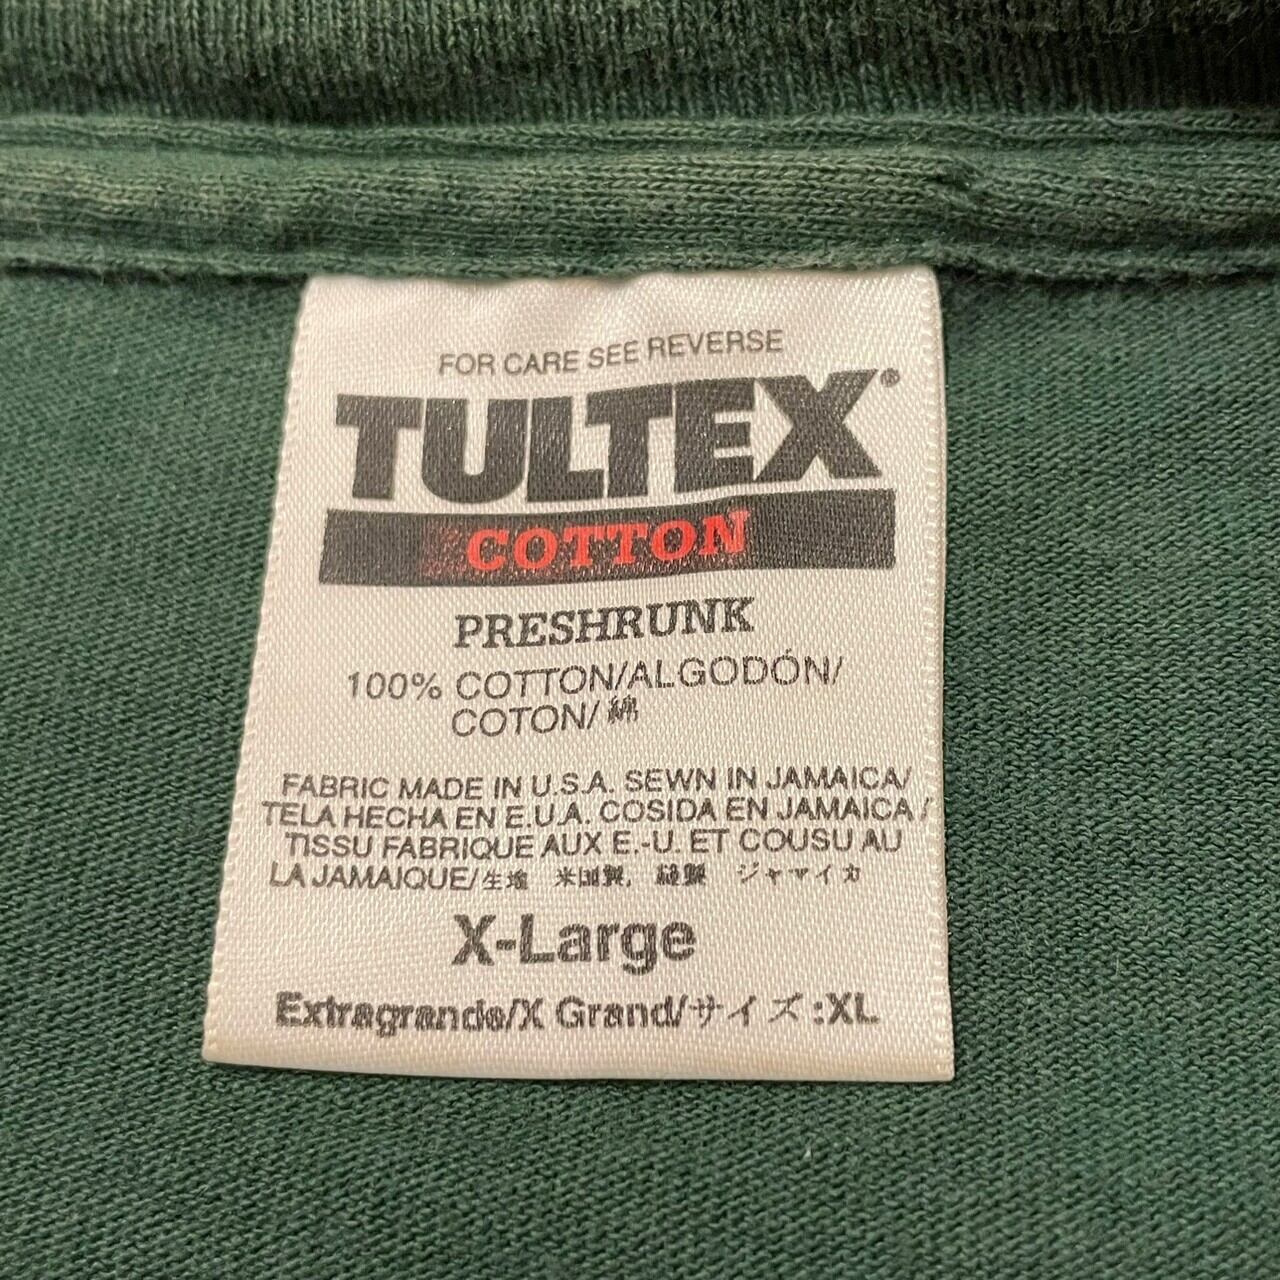 FOR CARE SEE REVERSE
TULTEX®
COTTON
PRESHRUNK
100% COTTON/ALGODÓN/
COTON/綿
FABRIC MADE IN U.S.A. SEWN IN JAMAICA/
TELA HECHA EN E.U.A. COSIDA EN JAMAICA/
TISSU FABRIQUE AUX E.-U. ET COUSU AU
LA JAMAIQUE/生地 米国製, 縫製 ジャマイカ
X-Large
Extragrande/X Grand/サイズ:XL